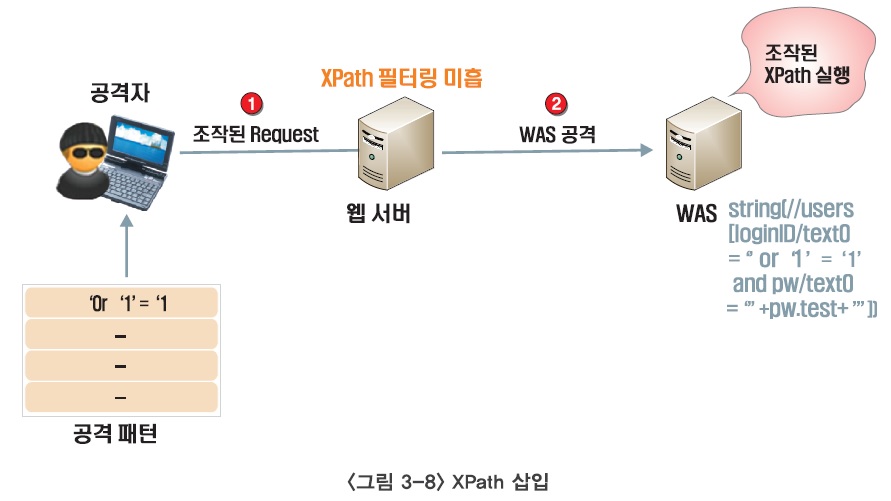 공격자
XPath 필터링 미흡
조작된
XPath 실행
1
조작된 Request
2
WAS 공격
웹 서버
WAS
string(//users
[loginID/text()
= ‘’ or ‘1’ = ‘1’
and pw/text()
= ‘”’ +pw.test+ ‘”’ ])
‘Or ‘1’ = ‘1
–
–
–
공격 패턴
<그림 3-8> XPath 삽입